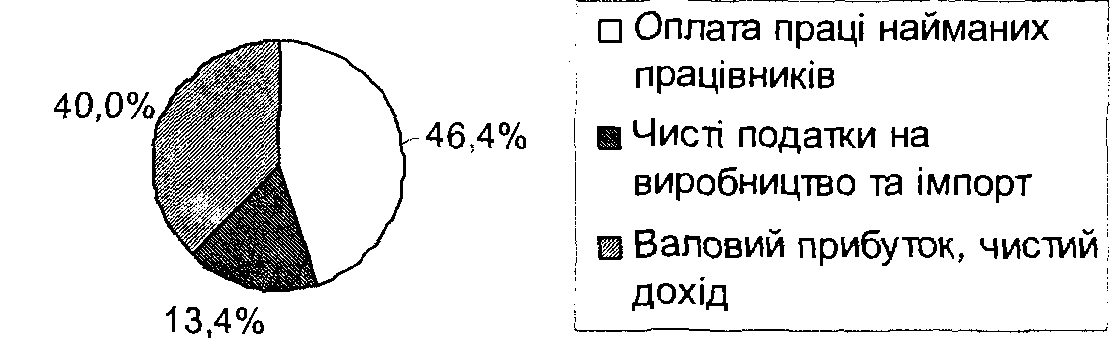 40,0%
46,4%
13,4%
Оплата праці найманих
працівників
Чисті податки на
виробництво та імпорт
Валовий прибуток, чистий
дохід